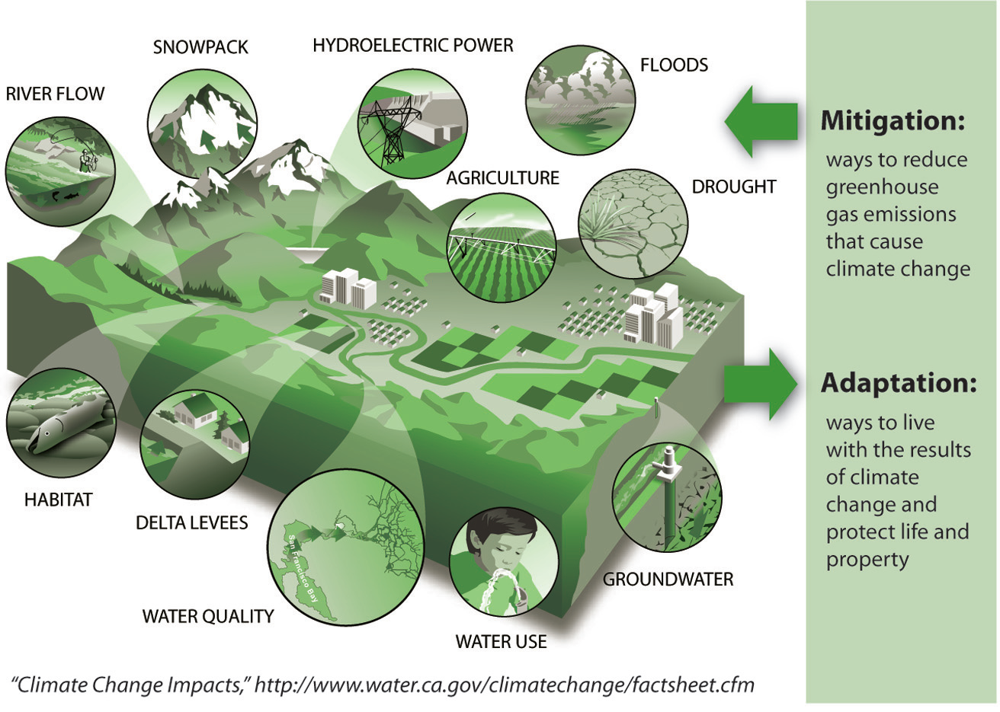 SNOWPACK
HYDROELECTRIC POWER
FLOODS
RIVER FLOW
AGRICULTURE
DROUGHT
HABITAT
DELTA LEVEES
San Francisco Bay
WATER QUALITY
WATER USE
GROUNDWATER
Mitigation:
ways to reduce
greenhouse
gas emissions
that cause
climate change
Adaptation:
ways to live
with the results
of climate
change and
protect life and
property
“Climate Change Impacts,” http://www.water.ca.gov/climatechange/factsheet.cfm